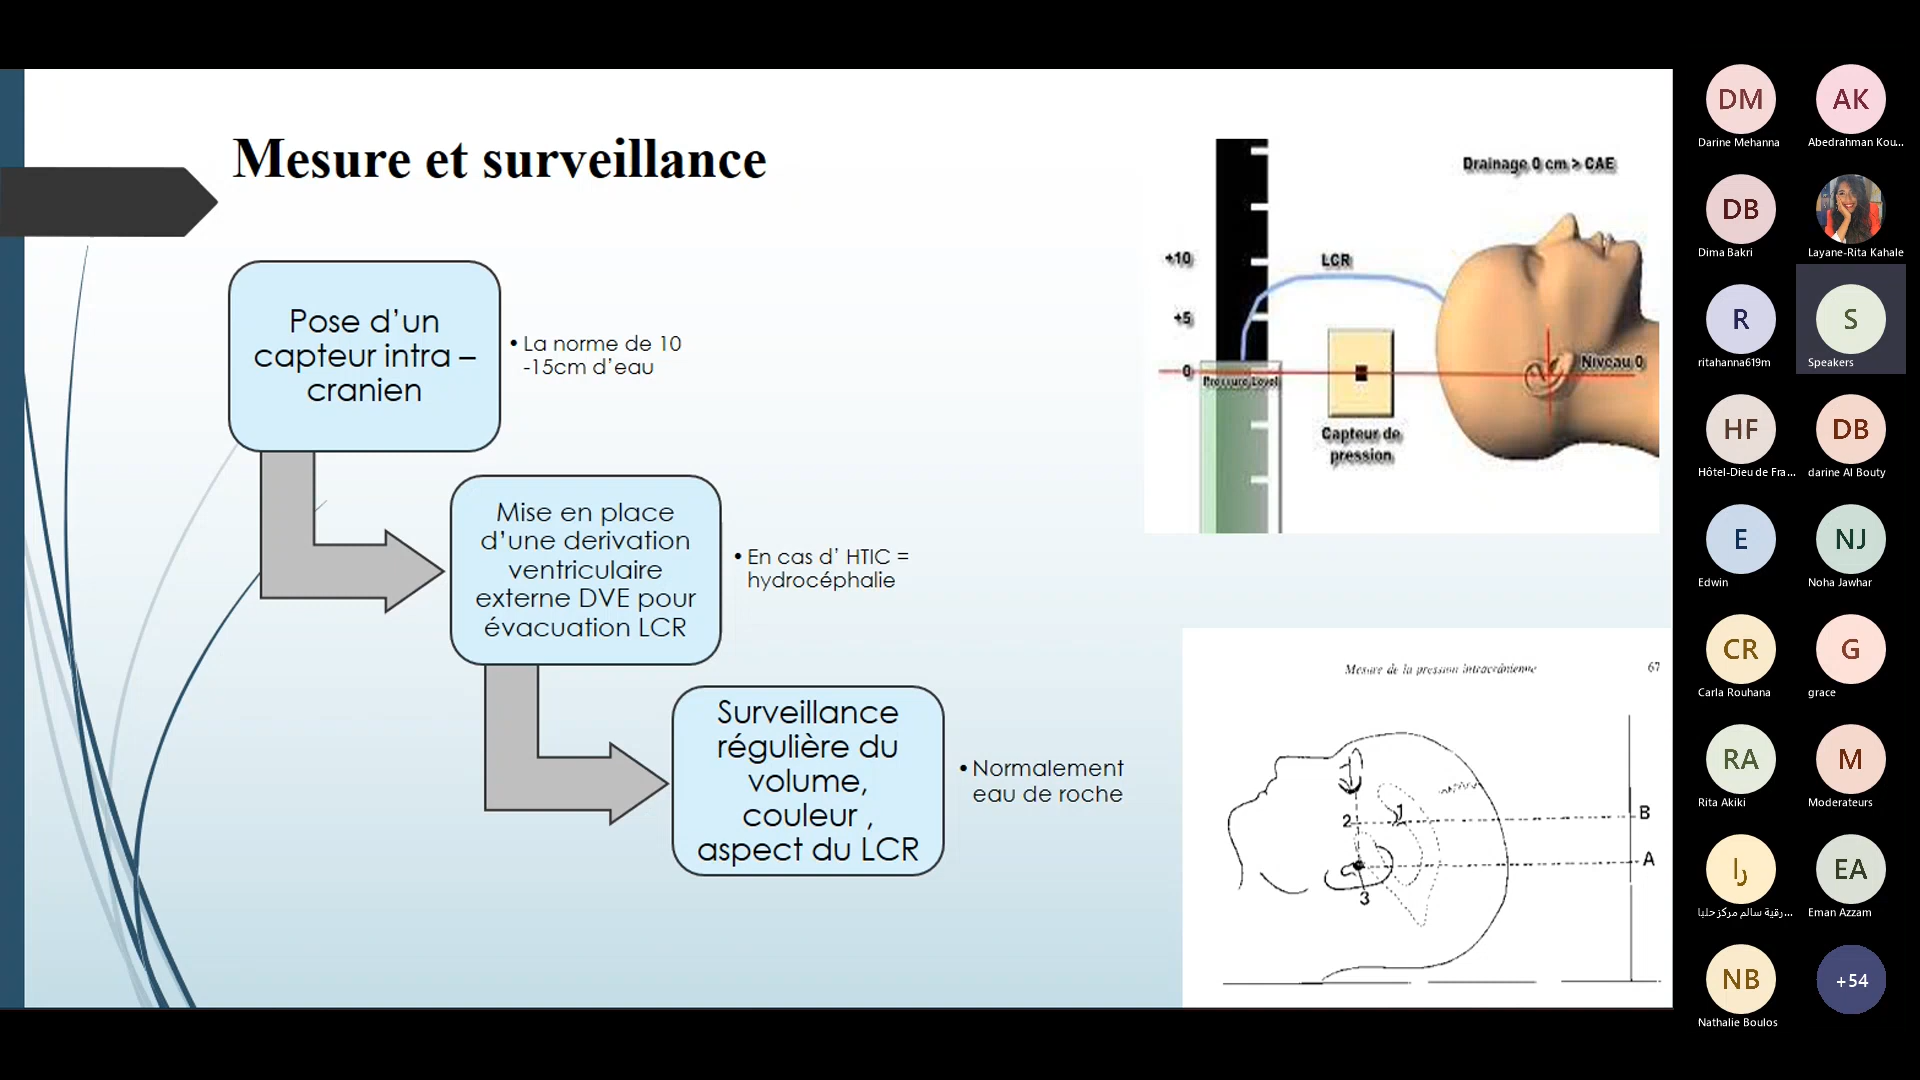 Mesure et surveillance
Pose d’un
capteur intra –
cranien
• La norme de 10
-15cm d’eau
Mise en place
d’une derivation
ventriculaire
externe DVE pour
évacuation LCR
• En cas d’ HTIC =
hydrocéphalie
Surveillance
régulière du
volume,
couleur ,
aspect du LCR
• Normalement
eau de roche
Drainage 0 cm > CAE
+10
LCR
+5
Niveau 0
0
Pressure Level
Capteur de
pression
Mesure de la pression intracrânienne
67
1
2
B
A
3
DM
Darine Mehanna
AK
Abedrahman Kou...
DB
Dima Bakri
Layane-Rita Kahale
R
ritahanna619m
S
Speakers
HF
Hôtel-Dieu de Fra...
DB
darine Al Bouty
E
Edwin
NJ
Noha Jawhar
CR
Carla Rouhana
G
grace
RA
Rita Akiki
M
Moderateurs
را
رقية سالم مركز حلبا...
EA
Eman Azzam
NB
Nathalie Boulos
+54